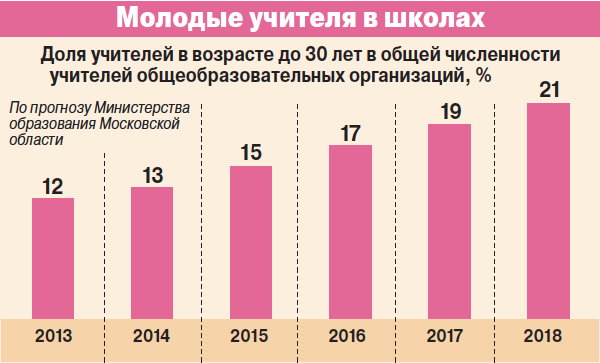 Молодые учителя в школах
Доля учителей в возрасте до 30 лет в общей численности
учителей общеобразовательных организаций, %
По прогнозу Министерства
образования Московской
области
12
13
15
17
19
21
2013
2014
2015
2016
2017
2018